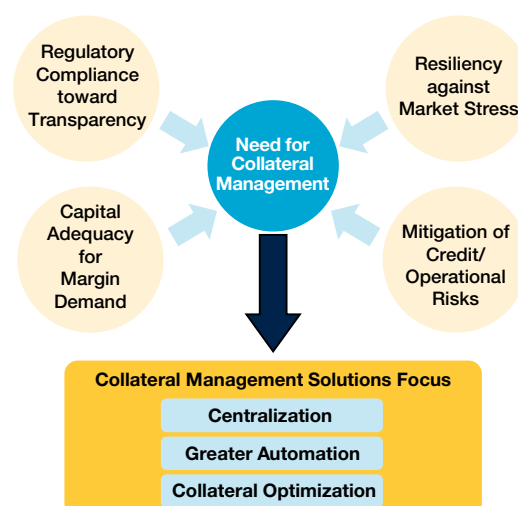 Regulatory
Compliance
toward
Transparency
Resiliency
against
Market Stress
Need for
Collateral
Management
Capital
Adequacy
for
Margin
Demand
Mitigation of
Credit/
Operational
Risks
Collateral Management Solutions Focus
Centralization
Greater Automation
Collateral Optimization